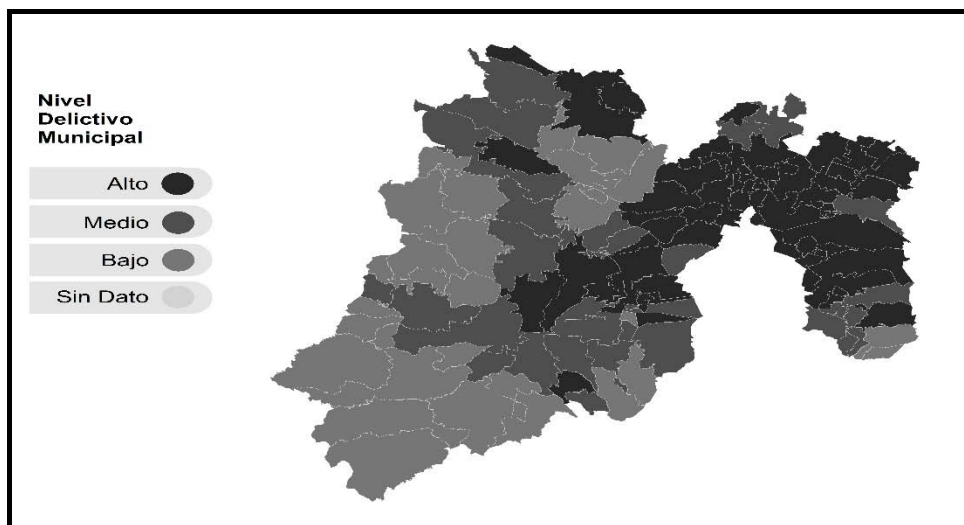 Nivel
Delictivo
Municipal
Alto
Medio
Bajo
Sin Dato